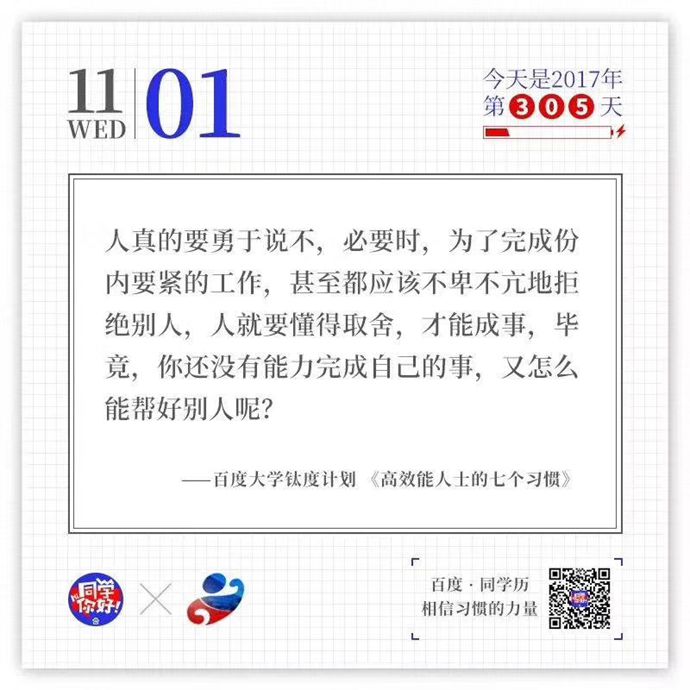 11
WED
01
今天是2017年
第305天
人真的要勇于说不，必要时，为了完成份
内要紧的工作，甚至都应该不卑不亢地拒
绝别人，人就要懂得取舍，才能成事，毕
竟，你还没有能力完成自己的事，又怎么
能帮好别人呢？
——百度大学钛度计划 《高效能人士的七个习惯》
Hi
同学
你好!
百度·同学历
相信习惯的力量